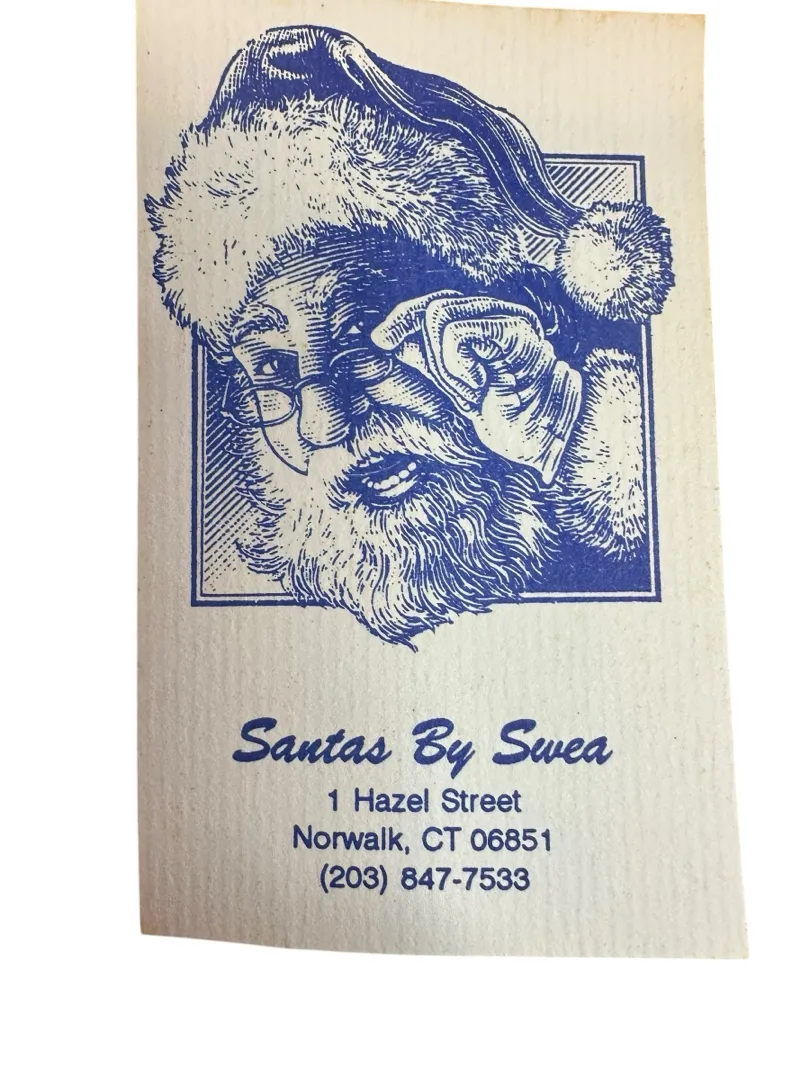 Santas By Swea
1 Hazel Street
Norwalk, CT 06851
(203) 847-7533